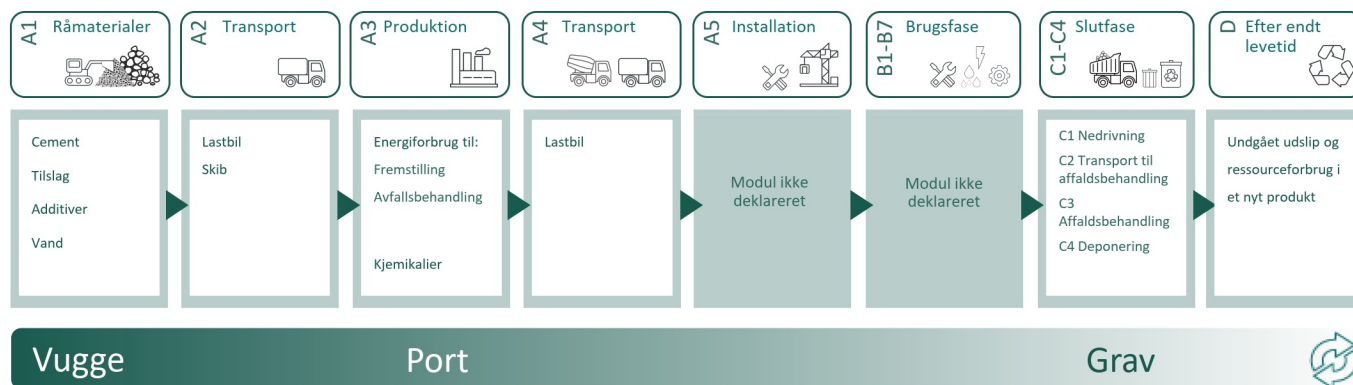 A1 Råmaterialer
A2 Transport
A3 Produktion
A4 Transport
A5 Installation
B1-B7 Brugsfase
C1-C4 Slutfase
D Efter endt
levetid
Cement
Tilslag
Additiver
Vand
Lastbil
Skib
Energiforbrug til:
Fremstilling
Avfallsbehandling
Kjemikalier
Lastbil
Modul ikke
deklareret
Modul ikke
deklareret
C1 Nedrivning
C2 Transport til
affaldsbehandling
C3
Affaldsbehandling
C4 Deponering
Undgået udslip og
ressourceforbrug i
et nyt produkt
Vugge
Port
Grav